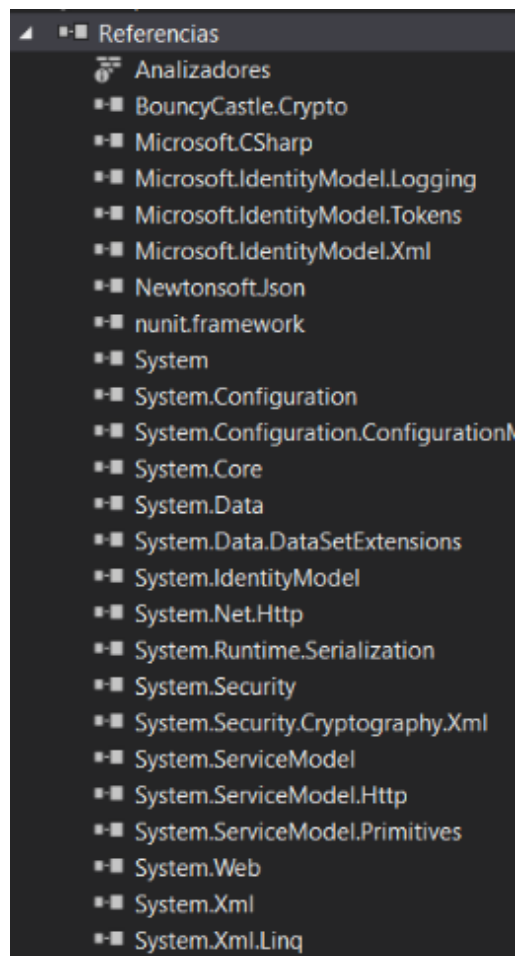 Referencias
Analizadores
BouncyCastle.Crypto
Microsoft.CSharp
Microsoft.IdentityModel.Logging
Microsoft.IdentityModel.Tokens
Microsoft.IdentityModel.Xml
Newtonsoft.Json
nunit.framework
System
System.Configuration
System.Configuration.ConfigurationM
System.Core
System.Data
System.Data.DataSetExtensions
System.IdentityModel
System.Net.Http
System.Runtime.Serialization
System.Security
System.Security.Cryptography.Xml
System.ServiceModel
System.ServiceModel.Http
System.ServiceModel.Primitives
System.Web
System.Xml
System.Xml.Linq